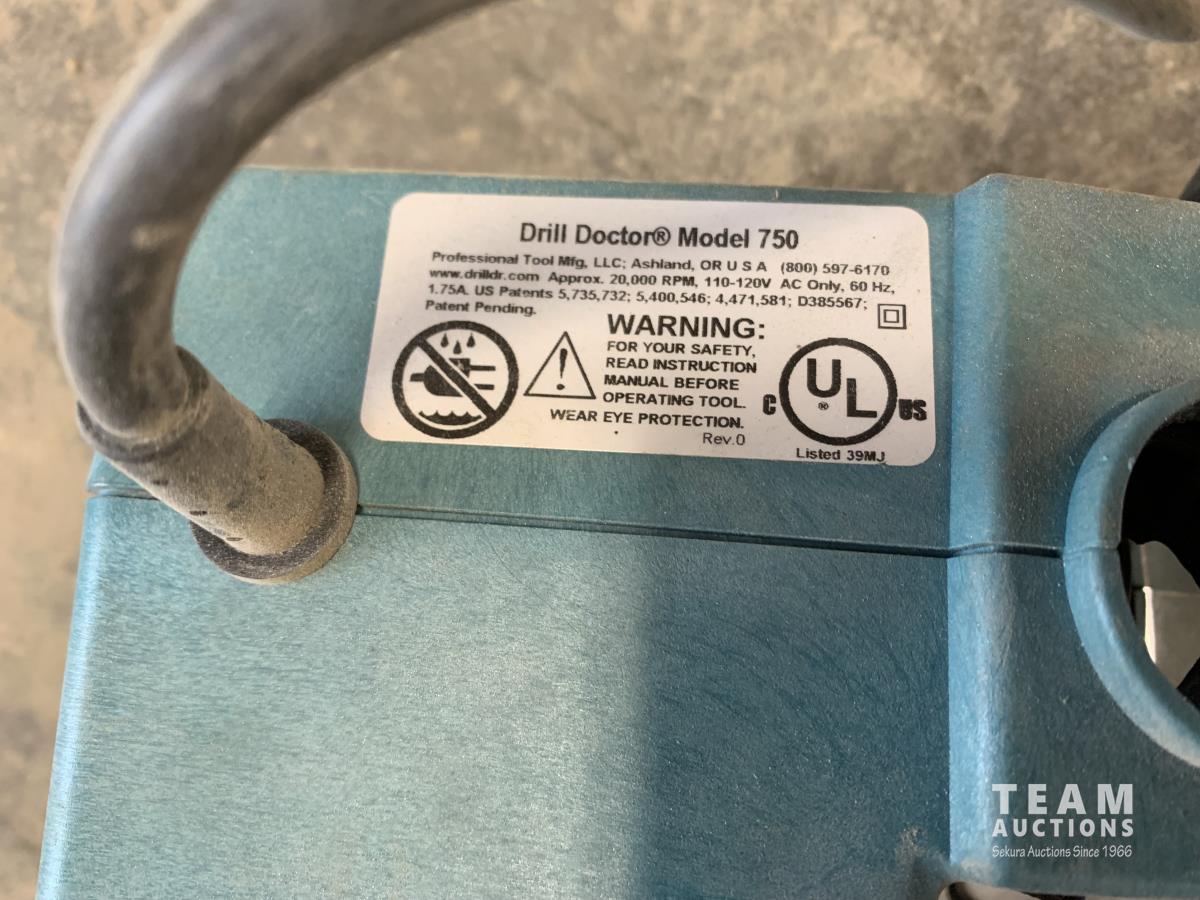 Drill Doctor® Model 750
Professional Tool Mfg, LLC; Ashland, OR U S A (800) 597-6170
www.drilldr.com Approx. 20,000 RPM, 110-120V AC Only, 60 Hz,
1.75A. US Patents 5,735,732; 5,400,546; 4,471,581; D385567;
Patent Pending.
WARNING:
FOR YOUR SAFETY,
READ INSTRUCTION
MANUAL BEFORE
OPERATING TOOL.
WEAR EYE PROTECTION.
Rev.0
C UL® US
Listed 39MJ
TEAM
AUCTIONS
Sekura Auctions Since 1966